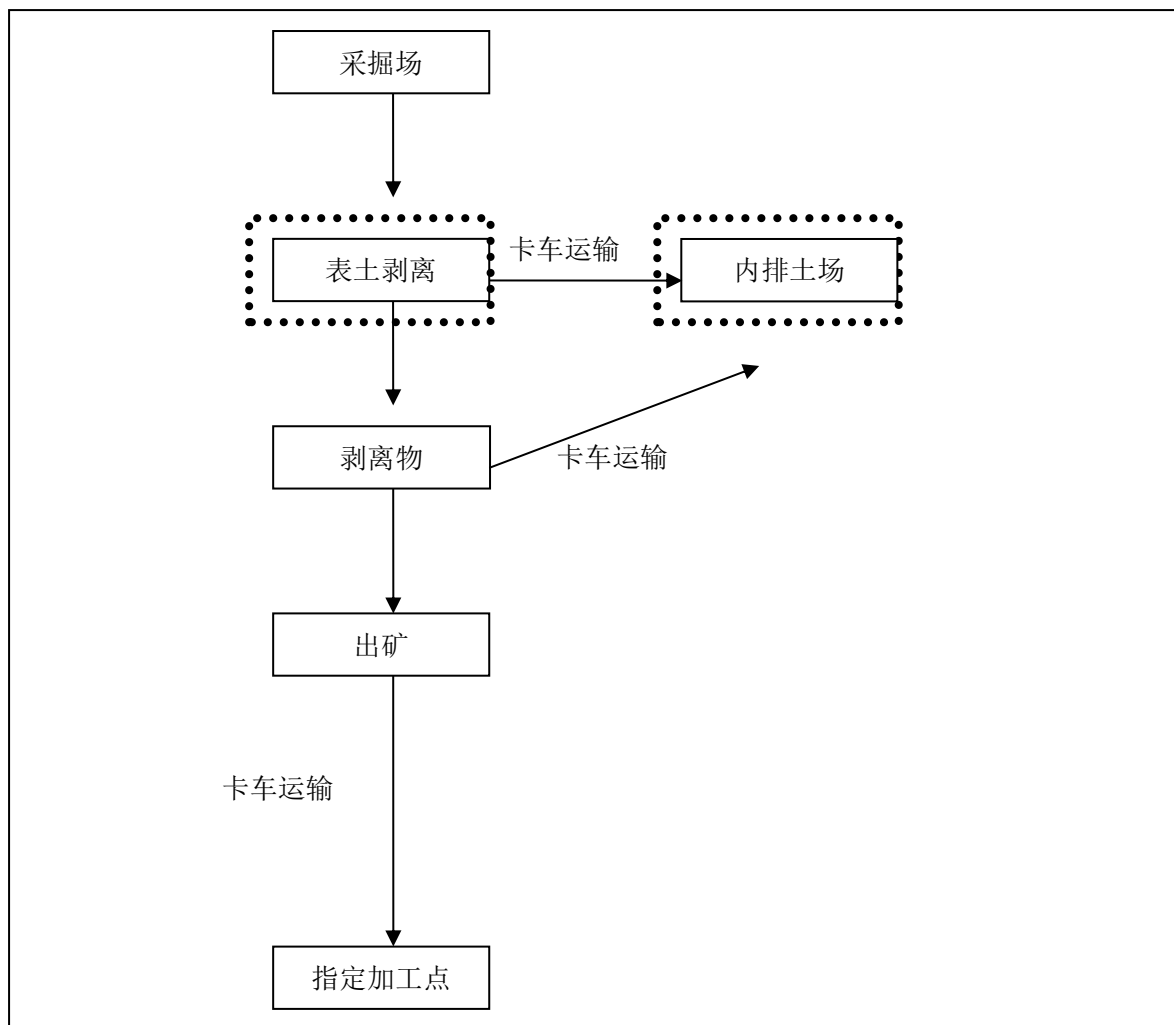 采掘场
表土剥离
卡车运输
内排土场
剥离物
卡车运输
出矿
卡车运输
指定加工点